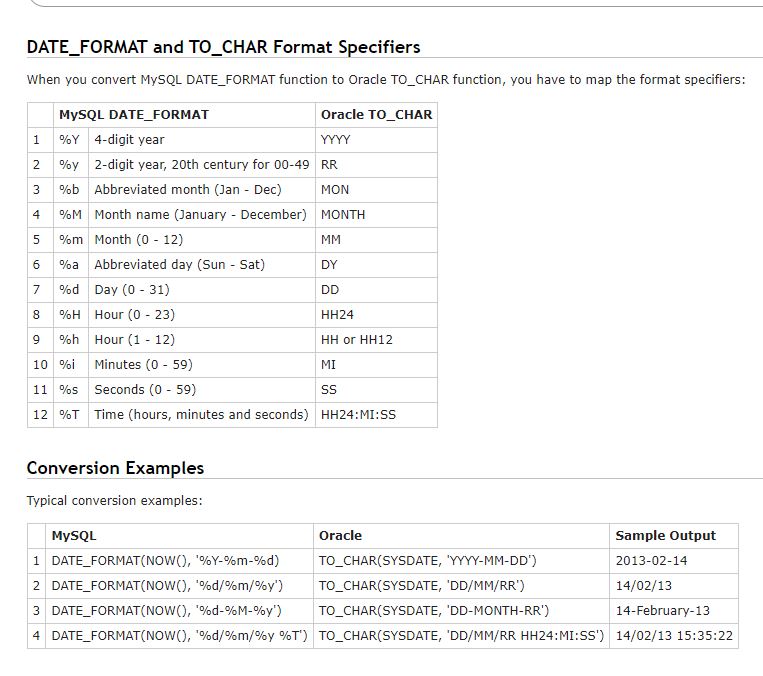 DATE_FORMAT and TO_CHAR Format Specifiers
When you convert MySQL DATE_FORMAT function to Oracle TO_CHAR function, you have to map the format specifiers:
MySQL DATE_FORMAT Oracle TO_CHAR
1 %Y 4-digit year YYYY
2 %y 2-digit year, 20th century for 00-49 RR
3 %b Abbreviated month (Jan - Dec) MON
4 %M Month name (January - December) MONTH
5 %m Month (0 - 12) MM
6 %a Abbreviated day (Sun - Sat) DY
7 %d Day (0 - 31) DD
8 %H Hour (0 - 23) HH24
9 %h Hour (1 - 12) HH or HH12
10 %i Minutes (0 - 59) MI
11 %s Seconds (0 - 59) SS
12 %T Time (hours, minutes and seconds) HH24:MI:SS
Conversion Examples
Typical conversion examples:
MySQL Oracle Sample Output
1 DATE_FORMAT(NOW(), '%Y-%m-%d) TO_CHAR(SYSDATE, 'YYYY-MM-DD') 2013-02-14
2 DATE_FORMAT(NOW(), '%d/%m/%y') TO_CHAR(SYSDATE, 'DD/MM/RR') 14/02/13
3 DATE_FORMAT(NOW(), '%d-%M-%y') TO_CHAR(SYSDATE, 'DD-MONTH-RR') 14-February-13
4 DATE_FORMAT(NOW(), '%d/%m/%y %T') TO_CHAR(SYSDATE, 'DD/MM/RR HH24:MI:SS') 14/02/13 15:35:22